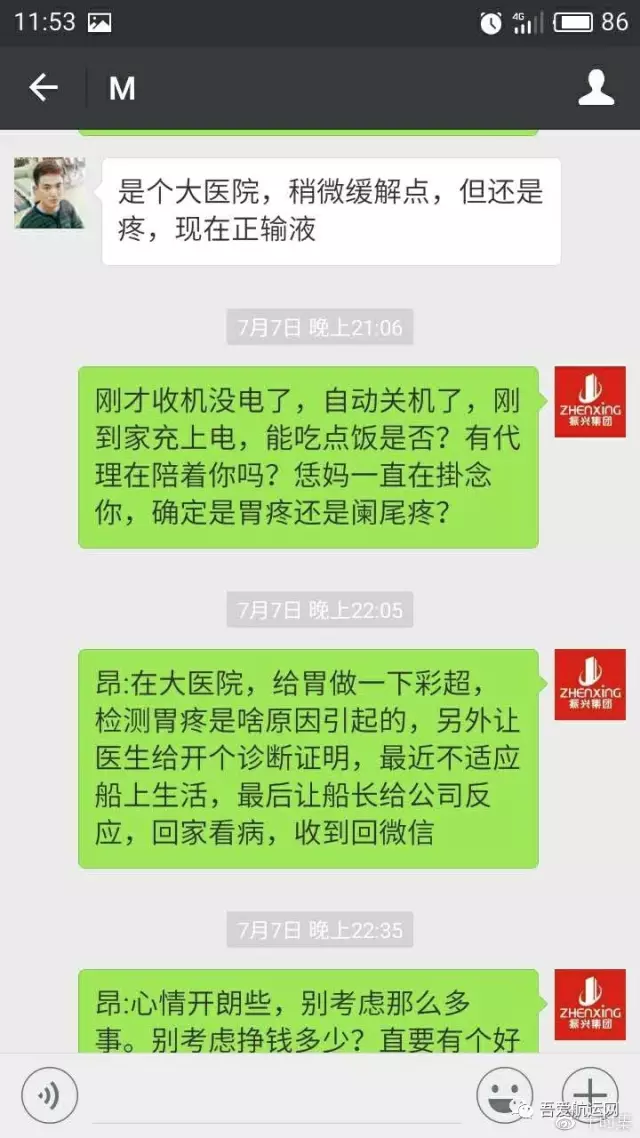 11:53
4G
86
M
是个大医院，稍微缓解点，但还是
疼，现在正输液
7月7日 晚上21:06
刚才收机没电了，自动关机了，刚
到家充上电，能吃点饭是否？有代
理在陪着你吗？恁妈一直在掛念
你，确定是胃疼还是阑尾疼？
ZHENXING
振兴集团
7月7日 晚上22:05
昂:在大医院，给胃做一下彩超，
检测胃疼是啥原因引起的，另外让
医生给开个诊断证明，最近不适应
船上生活，最后让船长给公司反
应，回家看病，收到回微信
ZHENXING
振兴集团
7月7日 晚上22:35
昂:心情开朗些，别考虑那么多
事。别考虑挣钱多少？直要有个好
ZHENXING
振兴集团
吾爱航运网